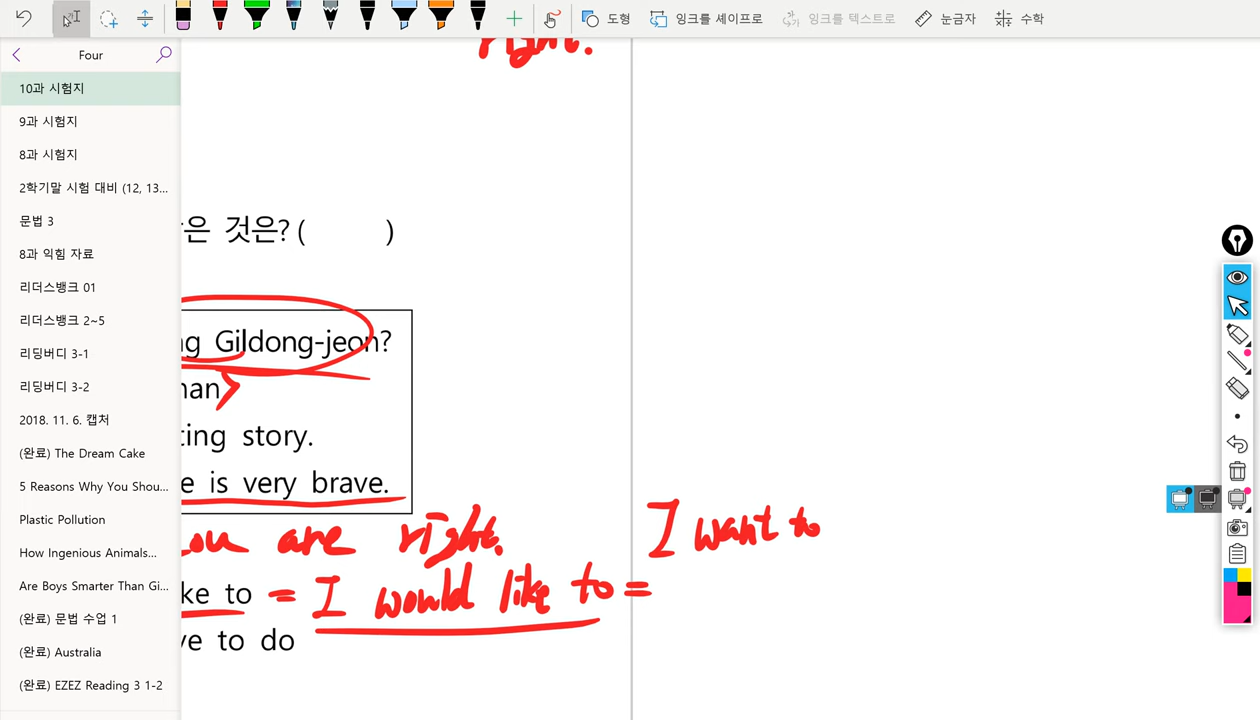 도형
잉크를 셰이프로
잉크를 텍스트로
눈금자
수학
Four
10과 시험지
9과 시험지
8과 시험지
2학기말 시험 대비 (12, 13...
문법 3
8과 익힘 자료
리더스뱅크 01
리더스뱅크 2~5
리딩버디 3-1
리딩버디 3-2
2018. 11. 6. 캡처
(완료) The Dream Cake
5 Reasons Why You Shou...
Plastic Pollution
How Ingenious Animals...
Are Boys Smarter Than Gi...
(완료) 문법 수업 1
(완료) Australia
(완료) EZEZ Reading 3 1-2
right.
은 것은? ( )
ng Gildong-jeon?
nan
ting story.
e is very brave.
you are right.
I want to
ke to = I would like to =
ve to do